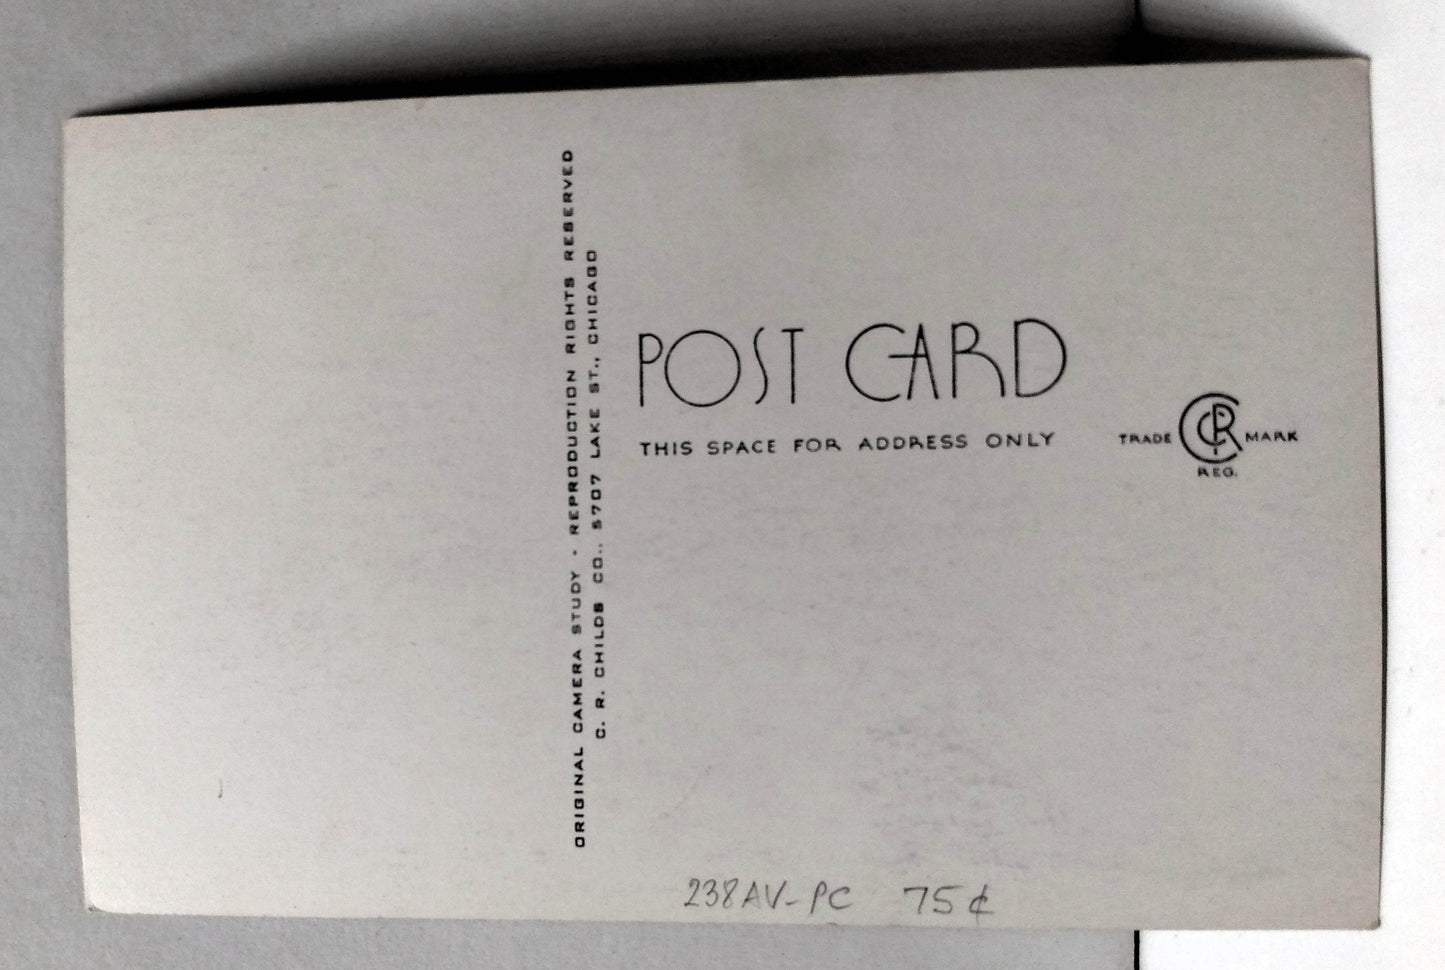 ORIGINAL CAMERA STUDY - REPRODUCTION RIGHTS RESERVED
C. R. CHILDS CO., 5707 LAKE ST., CHICAGO
POST CARD
THIS SPACE FOR ADDRESS ONLY
TRADE MARK
REG.
238AV-PC 75¢